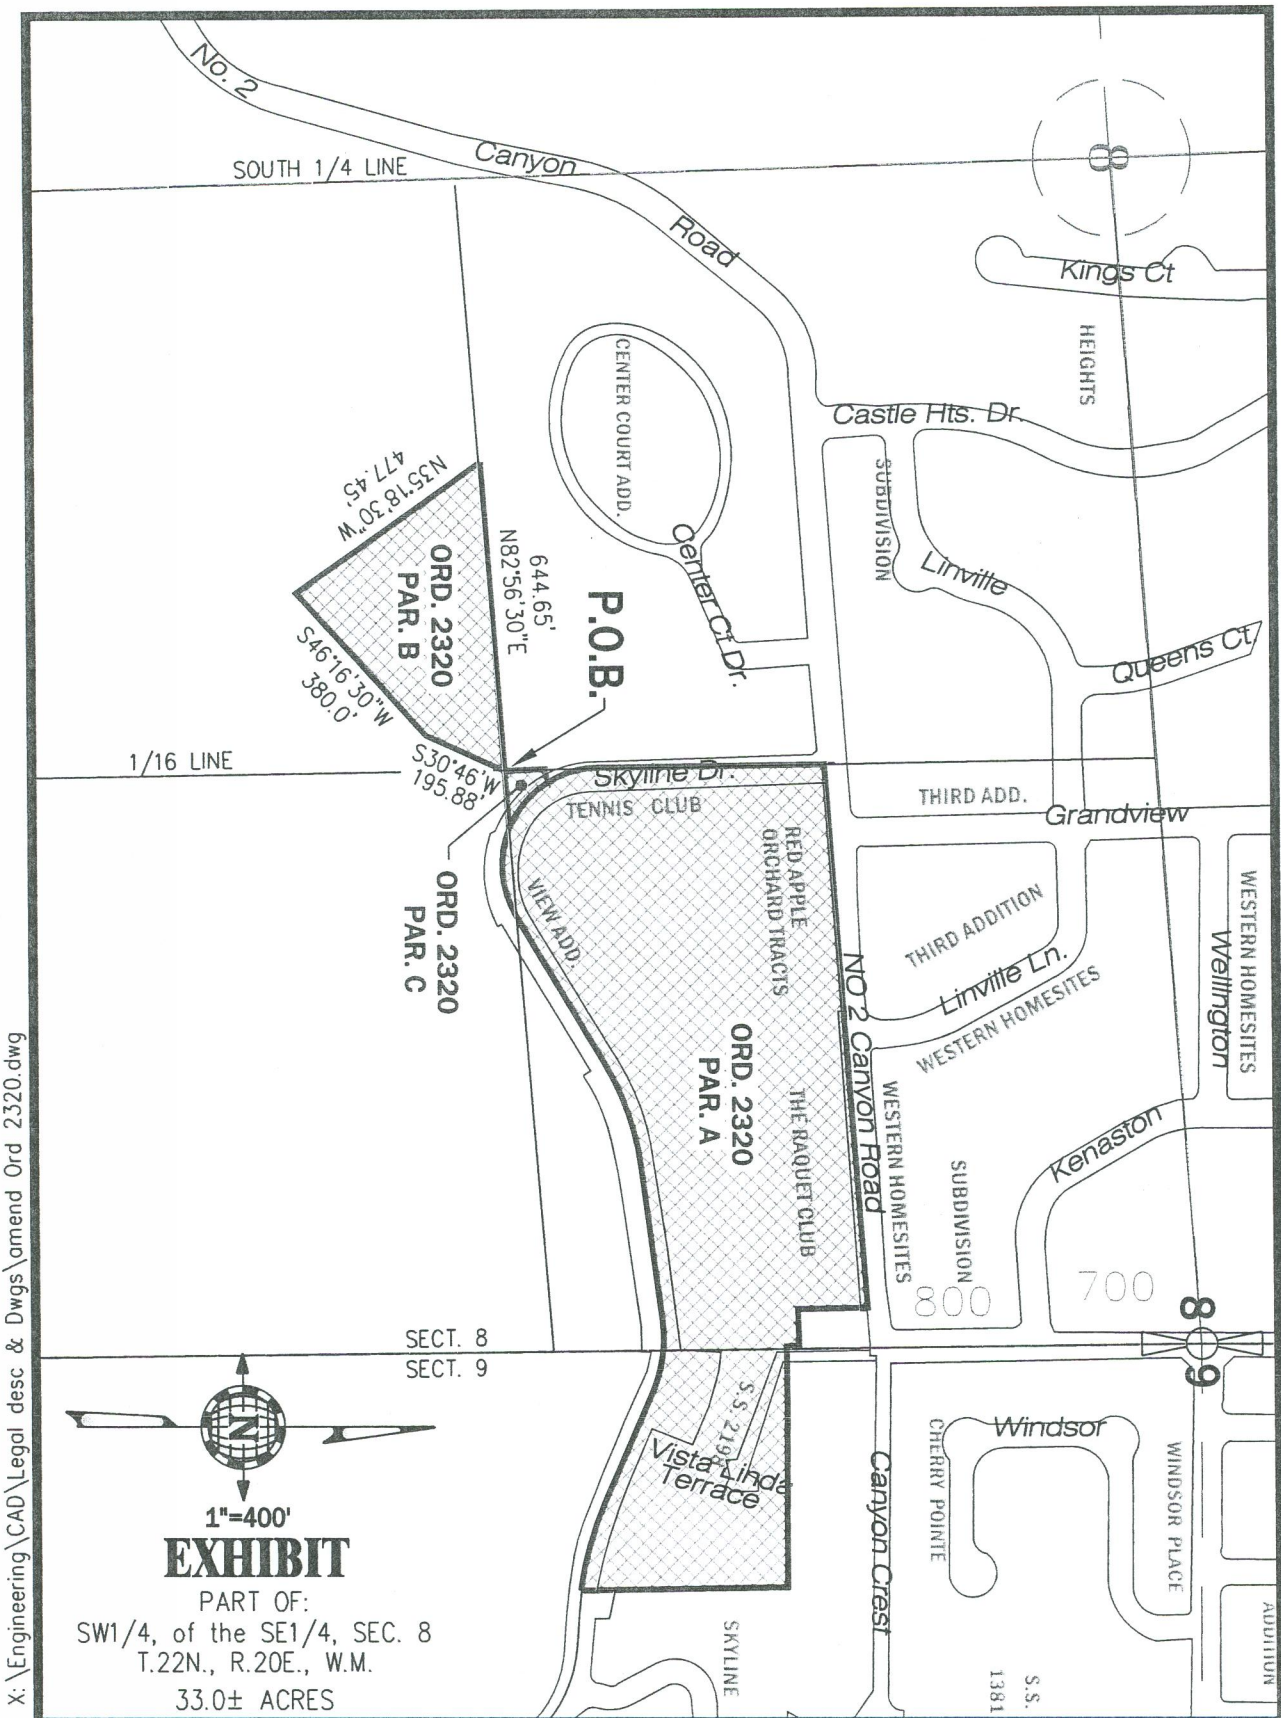 No. 2
Canyon
Road
SOUTH 1/4 LINE
8
Kings Ct
HEIGHTS
Castle Hts. Dr.
CENTER COURT ADD.
Center Ct Dr.
SUBDIVISION
Linville
Queens Ct.
N35°18'30"W
477.45'
ORD. 2320
PAR. B
644.65'
N82°56'30"E
P.O.B.
S46°16'30"W
380.0'
S30°46'W
195.88'
1/16 LINE
Skyline Dr.
TENNIS CLUB
THIRD ADD.
Grandview
RED APPLE
ORCHARD TRACTS
VIEW ADD.
ORD. 2320
PAR. C
THIRD ADDITION
Linville Ln.
WESTERN HOMESITES
WESTERN HOMESITES
Wellington
NO 2 Canyon Road
ORD. 2320
PAR. A
THE RAQUET CLUB
WESTERN HOMESITES
SUBDIVISION
Kenaston
800
700
8
9
SECT. 8
SECT. 9
S.S. 2198
Vista Linda
Terrace
Canyon Crest
CHERRY POINTE
Windsor
WINDSOR PLACE
ADDITION
SKYLINE
S.S.
1381
N
1"=400'
EXHIBIT
PART OF:
SW1/4, of the SE1/4, SEC. 8
T.22N., R.20E., W.M.
33.0± ACRES
X:\Engineering\CAD\Legal desc & Dwgs\amend Ord 2320.dwg